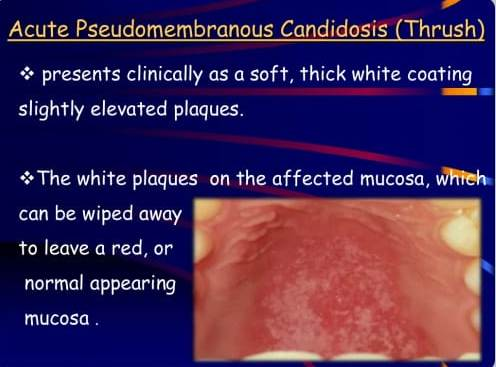 Acute Pseudomembranous Candidosis (Thrush)
❖ presents clinically as a soft, thick white coating
slightly elevated plaques.
❖The white plaques on the affected mucosa, which
can be wiped away
to leave a red, or
normal appearing
mucosa .